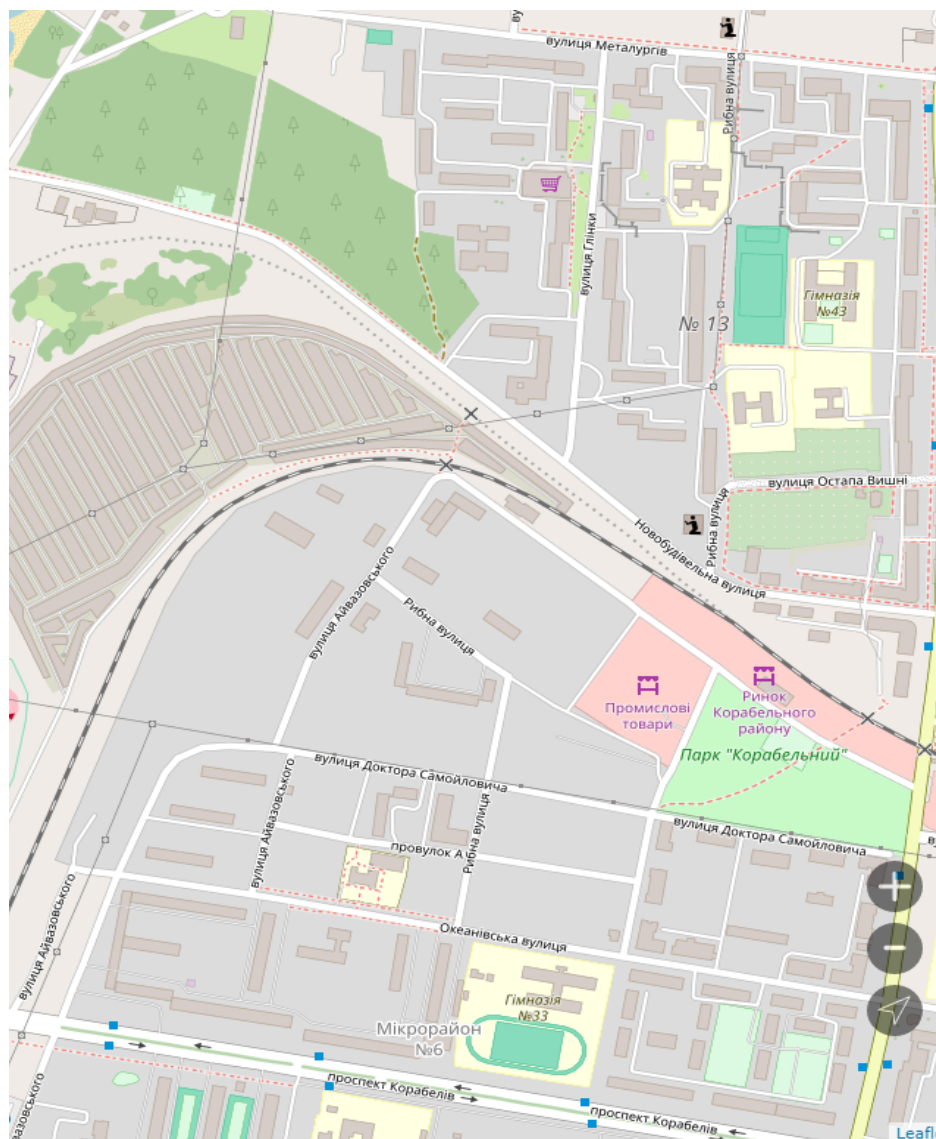 вулиця Металургів
Рибна вулиця
вулиця Глінки
Гімназія
№43
№ 13
вулиця Остапа Вишні
Рибна вулиця
Новобудівельна вулиця
вулиця Айвазовського
Рибна вулиця
Промислові
товари
Ринок
Корабельного
району
Парк "Корабельний"
вулиця Доктора Самойловича
вулиця Айвазовського
Рибна вулиця
вулиця Доктора Самойловича
провулок А
вулиця Айвазовського
Океанівська вулиця
Гімназія
№33
Мікрорайон
№6
проспект Корабелів
проспект Корабелів